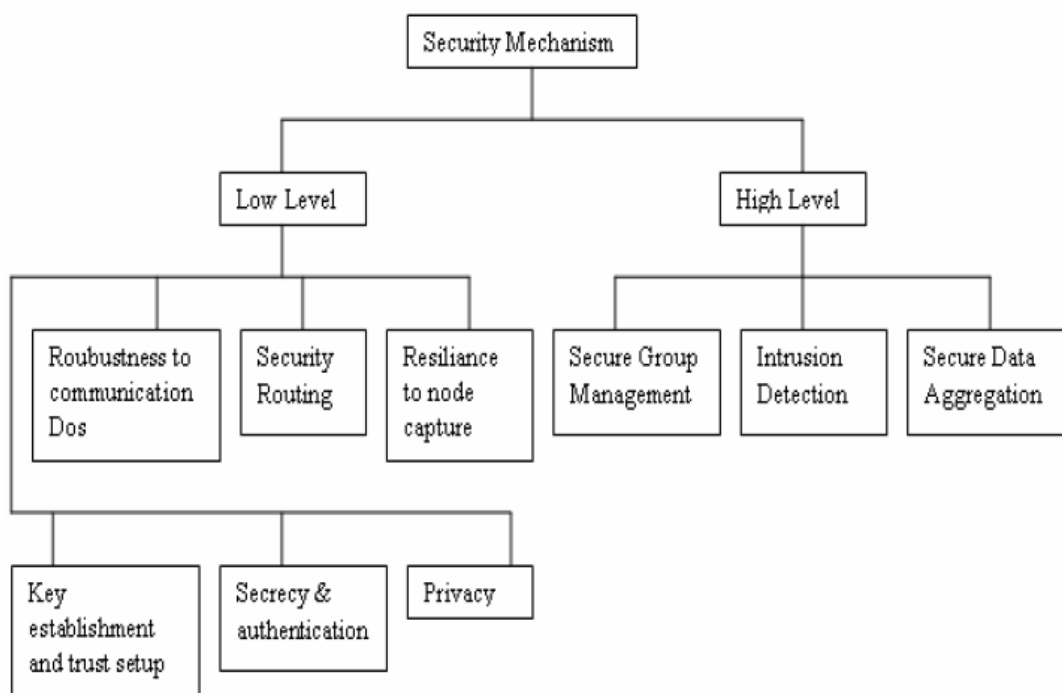 Security Mechanism
Low Level
High Level
Roubustness to
communication
Dos
Security
Routing
Resiliance
to node
capture
Secure Group
Management
Intrusion
Detection
Secure Data
Aggregation
Key
establishment
and trust setup
Secrecy &
authentication
Privacy